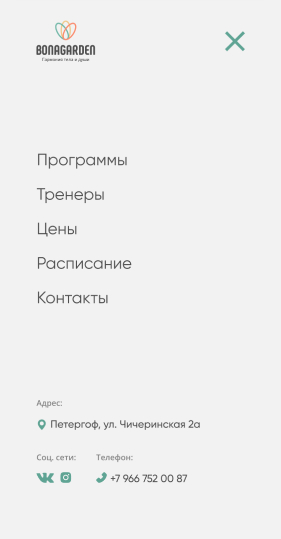 BONAGARDEN
Гармония тела и души
Программы
Тренеры
Цены
Расписание
Контакты
Адрес:
Петергоф, ул. Чичеринская 2а
Соц. сети: Телефон:
+7 966 752 00 87